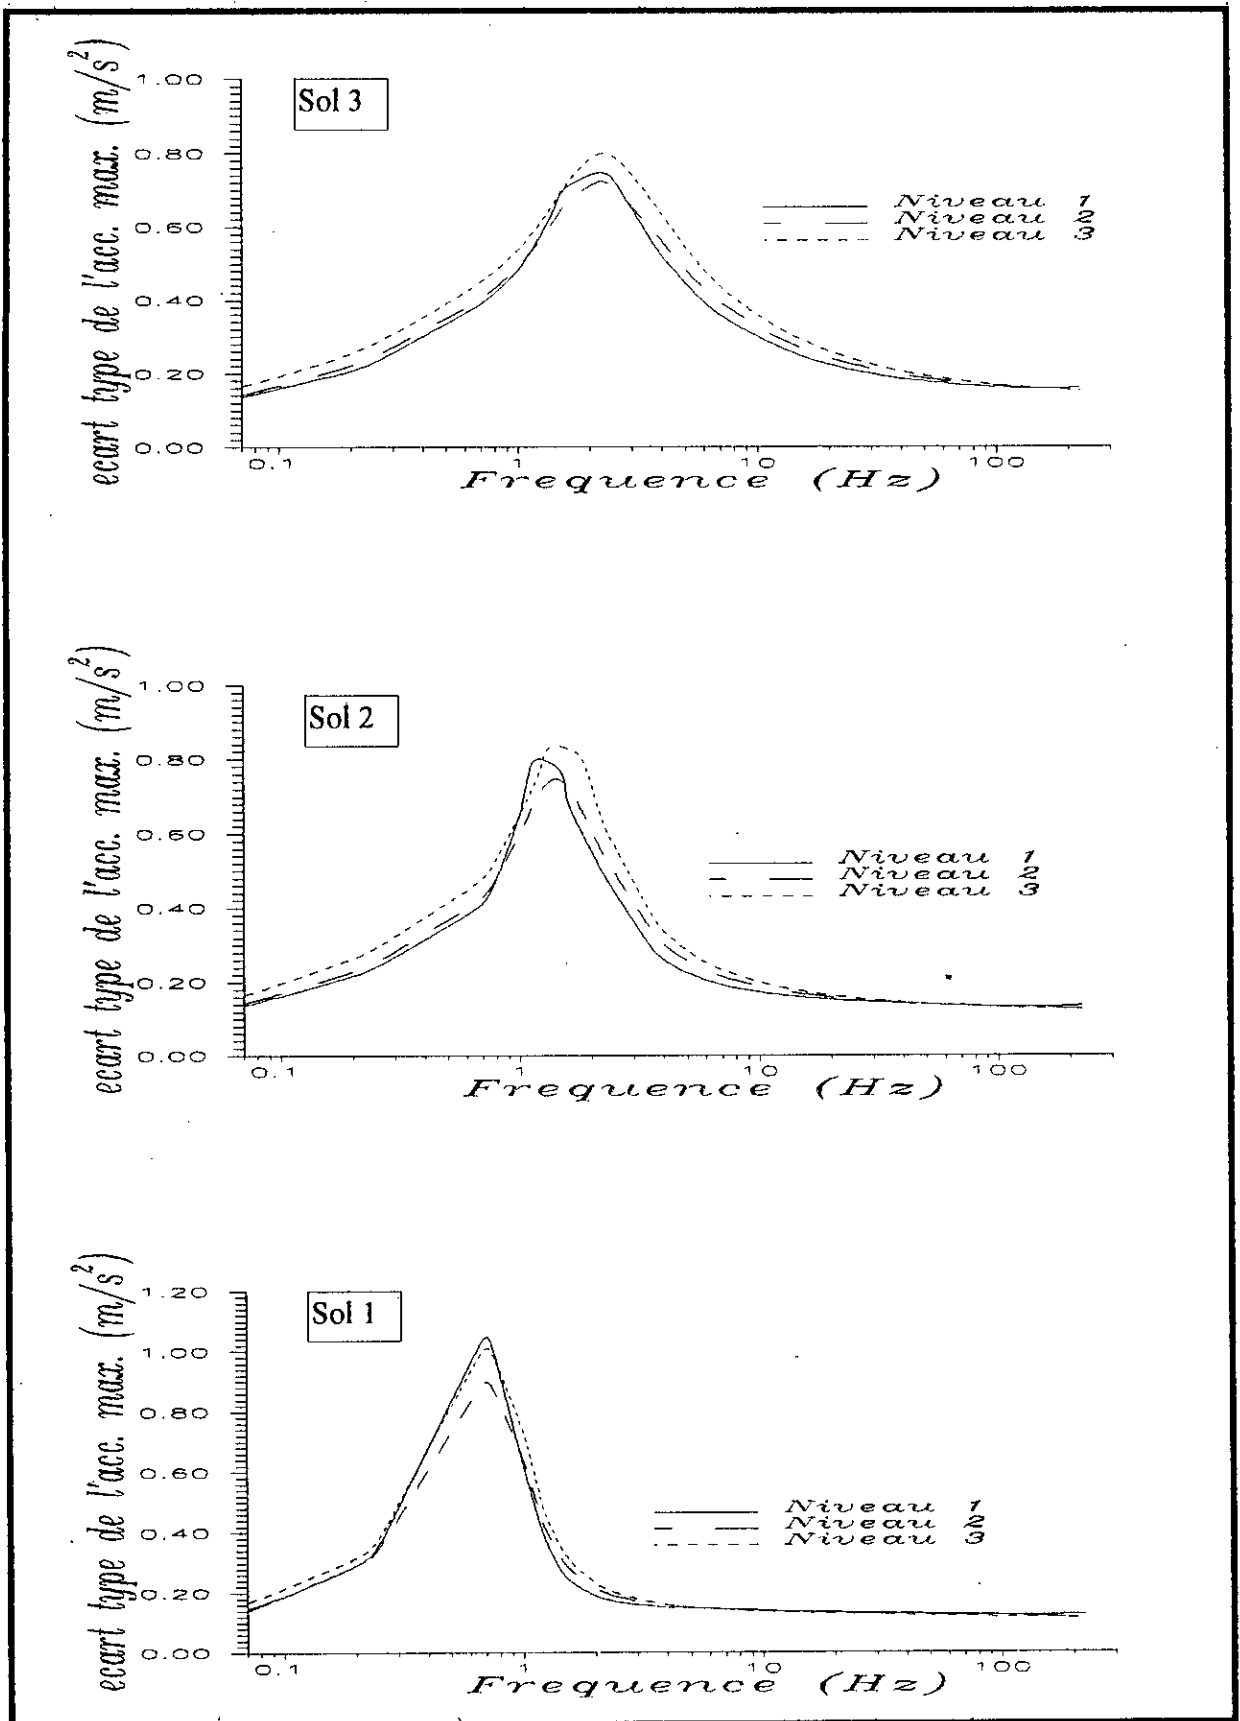 ecart type de l'acc. max. (m/s²)
Sol 3
1.00
0.80
0.60
0.40
0.20
0.00
Niveau 1
Niveau 2
Niveau 3
0.1 1 10 100
Frequence (Hz)
ecart type de l'acc. max. (m/s²)
Sol 2
1.00
0.80
0.60
0.40
0.20
0.00
Niveau 1
Niveau 2
Niveau 3
0.1 1 10 100
Frequence (Hz)
ecart type de l'acc. max. (m/s²)
Sol 1
1.20
1.00
0.80
0.60
0.40
0.20
0.00
Niveau 1
Niveau 2
Niveau 3
0.1 1 10 100
Frequence (Hz)